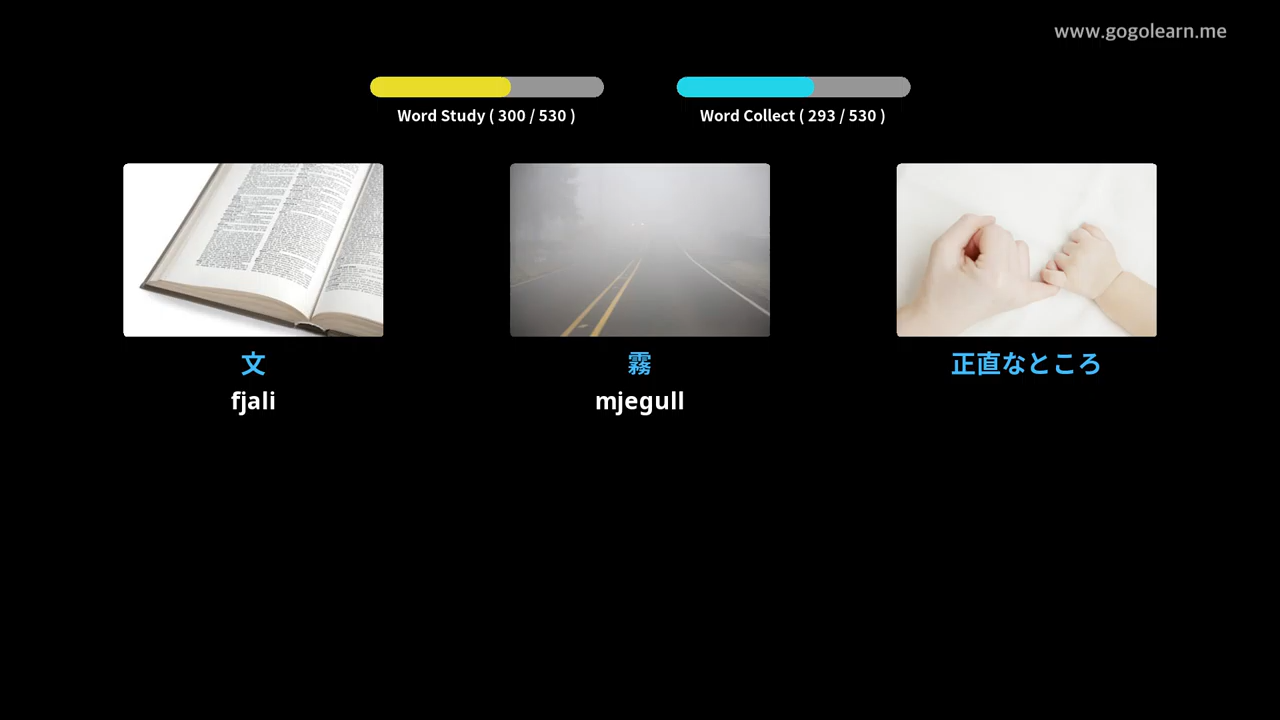 www.gogolearn.me
Word Study ( 300 / 530 )
Word Collect ( 293 / 530 )
文
霧
正直なところ
fjali
mjegull